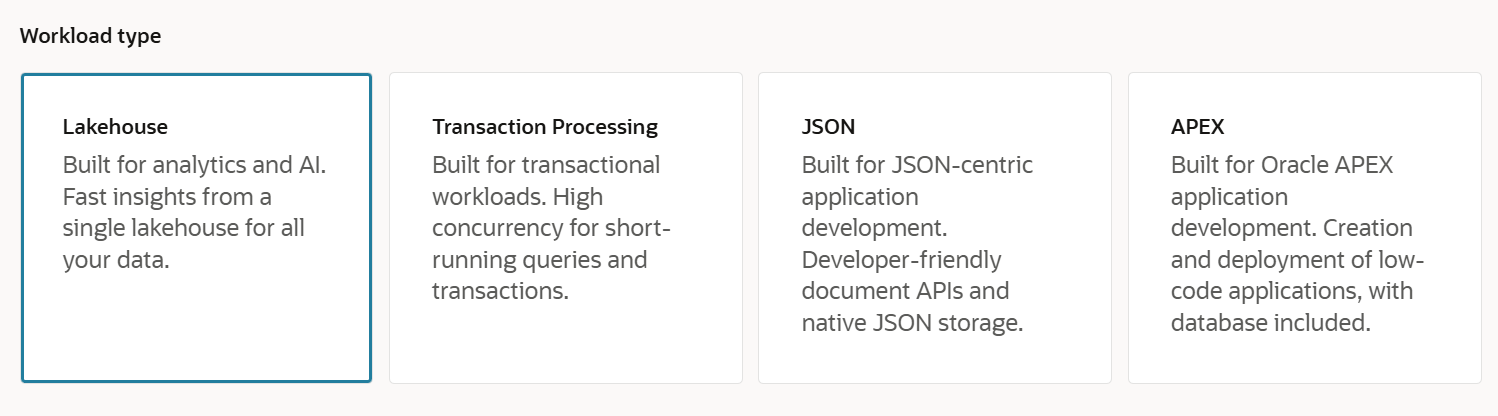 Workload type
Lakehouse
Built for analytics and AI.
Fast insights from a
single lakehouse for all
your data.
Transaction Processing
Built for transactional
workloads. High
concurrency for short-
running queries and
transactions.
JSON
Built for JSON-centric
application
development.
Developer-friendly
document APIs and
native JSON storage.
APEX
Built for Oracle APEX
application
development. Creation
and deployment of low-
code applications, with
database included.